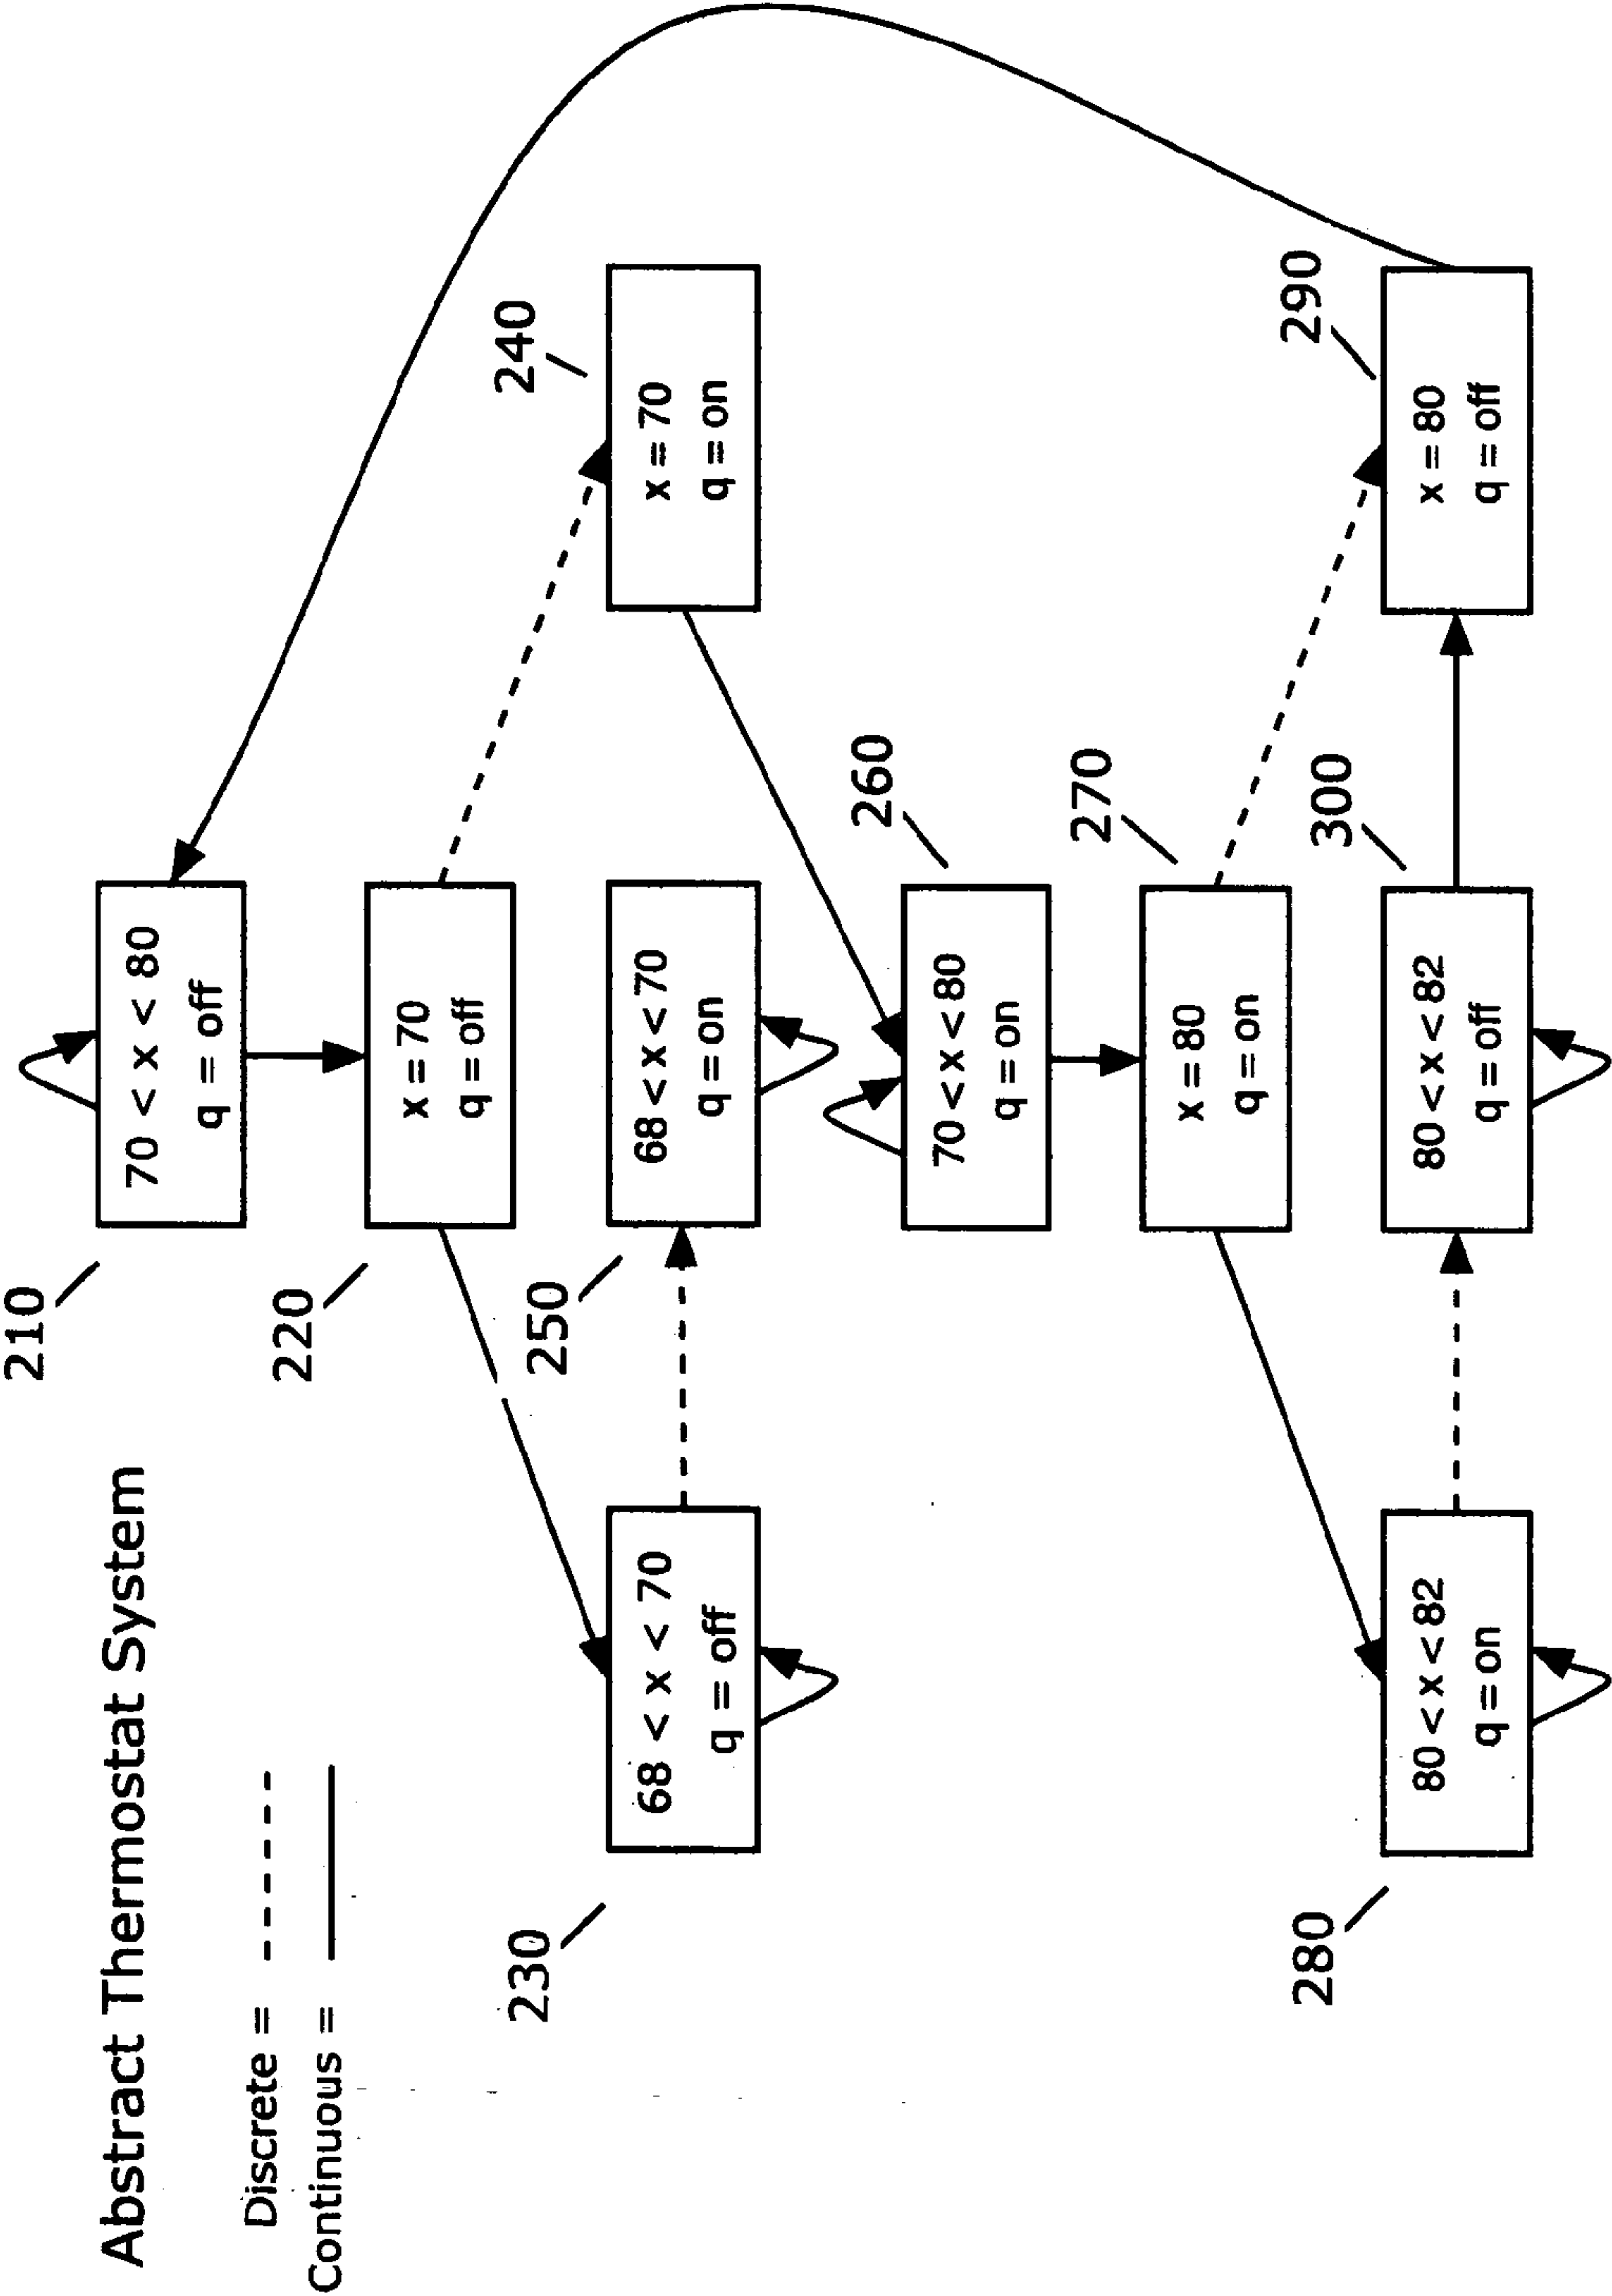 Abstract Thermostat System
Discrete =
Continuous =
210
70 < x < 80
q = off
220
x = 70
q = off
230
68 < x < 70
q = off
250
68 < x < 70
q = on
240
x = 70
q = on
260
70 < x < 80
q = on
270
x = 80
q = on
280
80 < x < 82
q = on
300
80 < x < 82
q = off
290
x = 80
q = off